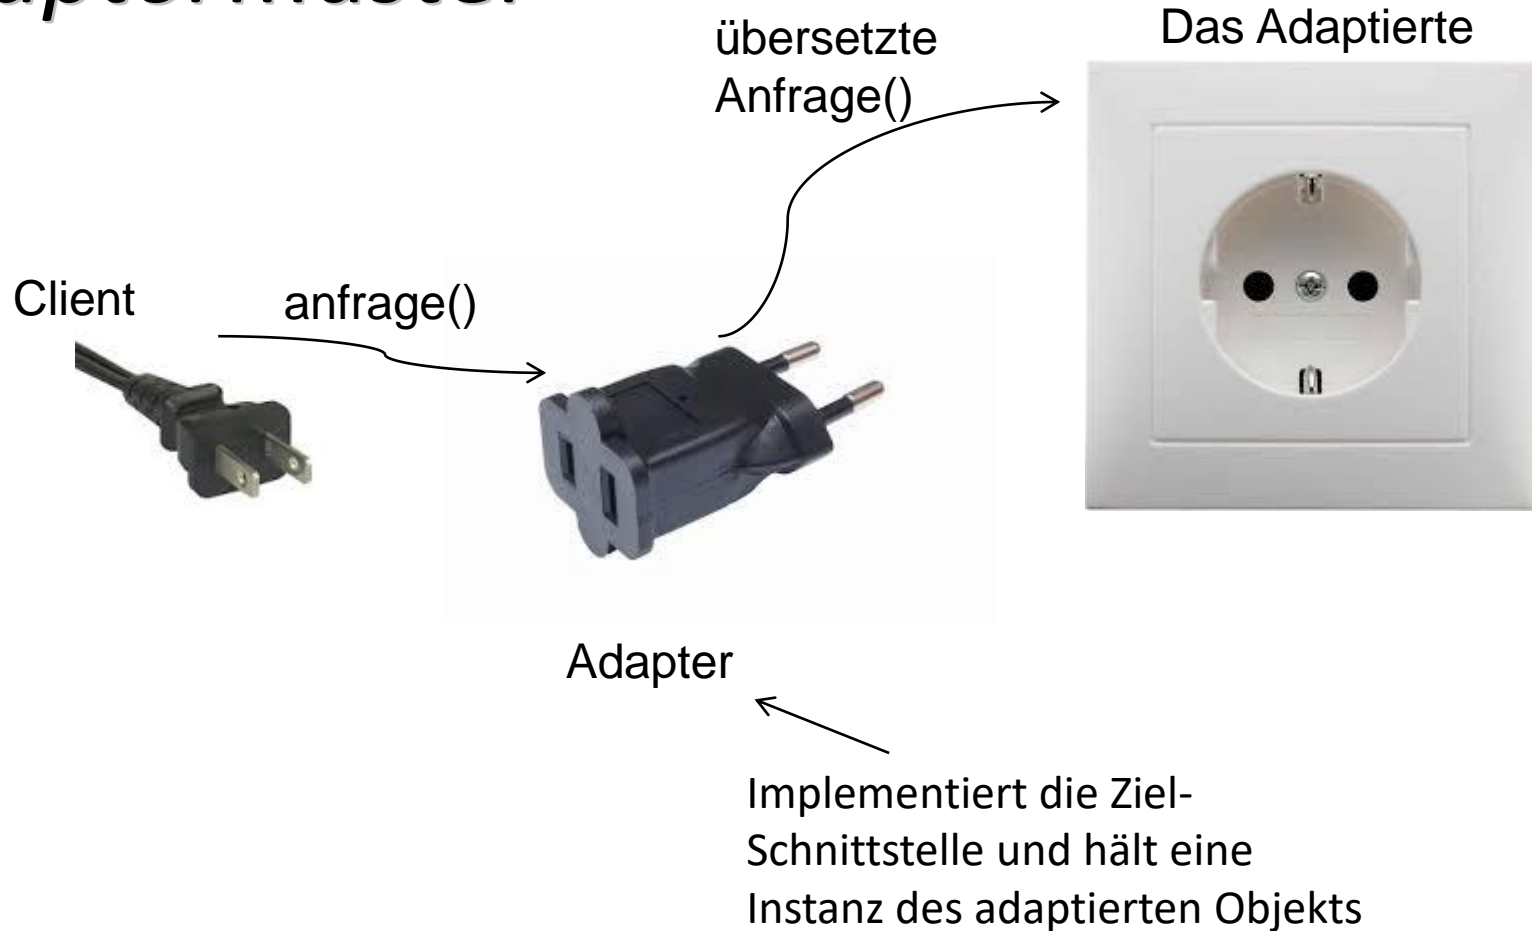 übersetzte
Anfrage()
Das Adaptierte
Client
anfrage()
Adapter
Implementiert die Ziel-
Schnittstelle und hält eine
Instanz des adaptierten Objekts